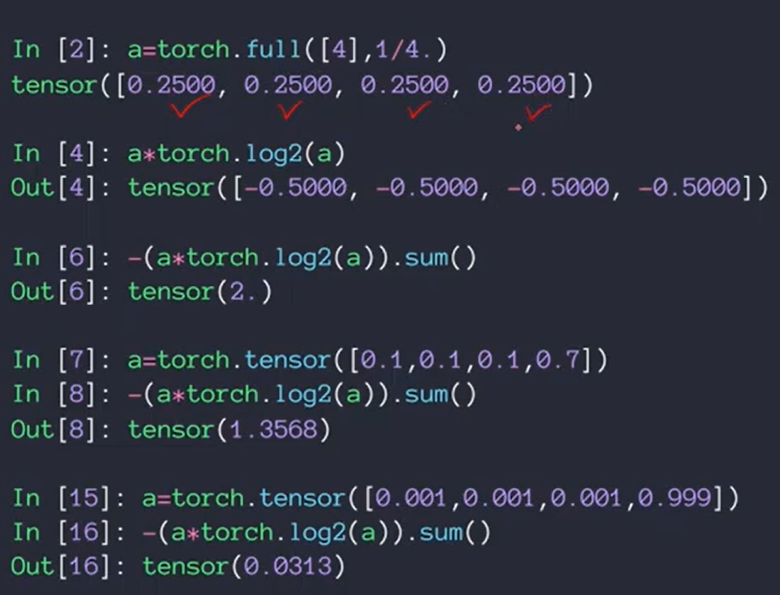 In [2]: a=torch.full([4],1/4.)
tensor([0.2500, 0.2500, 0.2500, 0.2500])
In [4]: a*torch.log2(a)
Out[4]: tensor([-0.5000, -0.5000, -0.5000, -0.5000])
In [6]: -(a*torch.log2(a)).sum()
Out[6]: tensor(2.)
In [7]: a=torch.tensor([0.1,0.1,0.1,0.7])
In [8]: -(a*torch.log2(a)).sum()
Out[8]: tensor(1.3568)
In [15]: a=torch.tensor([0.001,0.001,0.001,0.999])
In [16]: -(a*torch.log2(a)).sum()
Out[16]: tensor(0.0313)